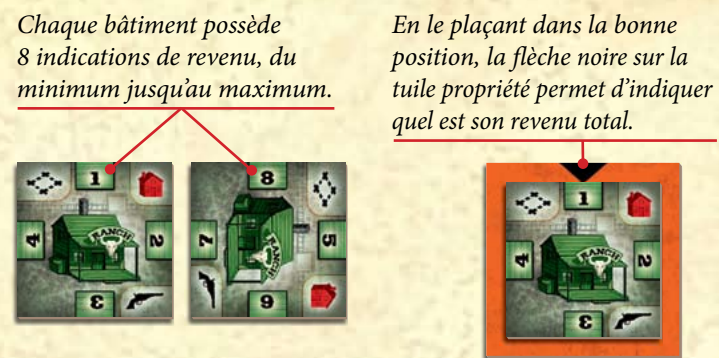 Chaque bâtiment possède
8 indications de revenu, du
minimum jusqu'au maximum.
En le plaçant dans la bonne
position, la flèche noire sur la
tuile propriété permet d'indiquer
quel est son revenu total.
1
4
RANCH
2
3
8
7
RANCH
5
6
1
4
RANCH
2
3